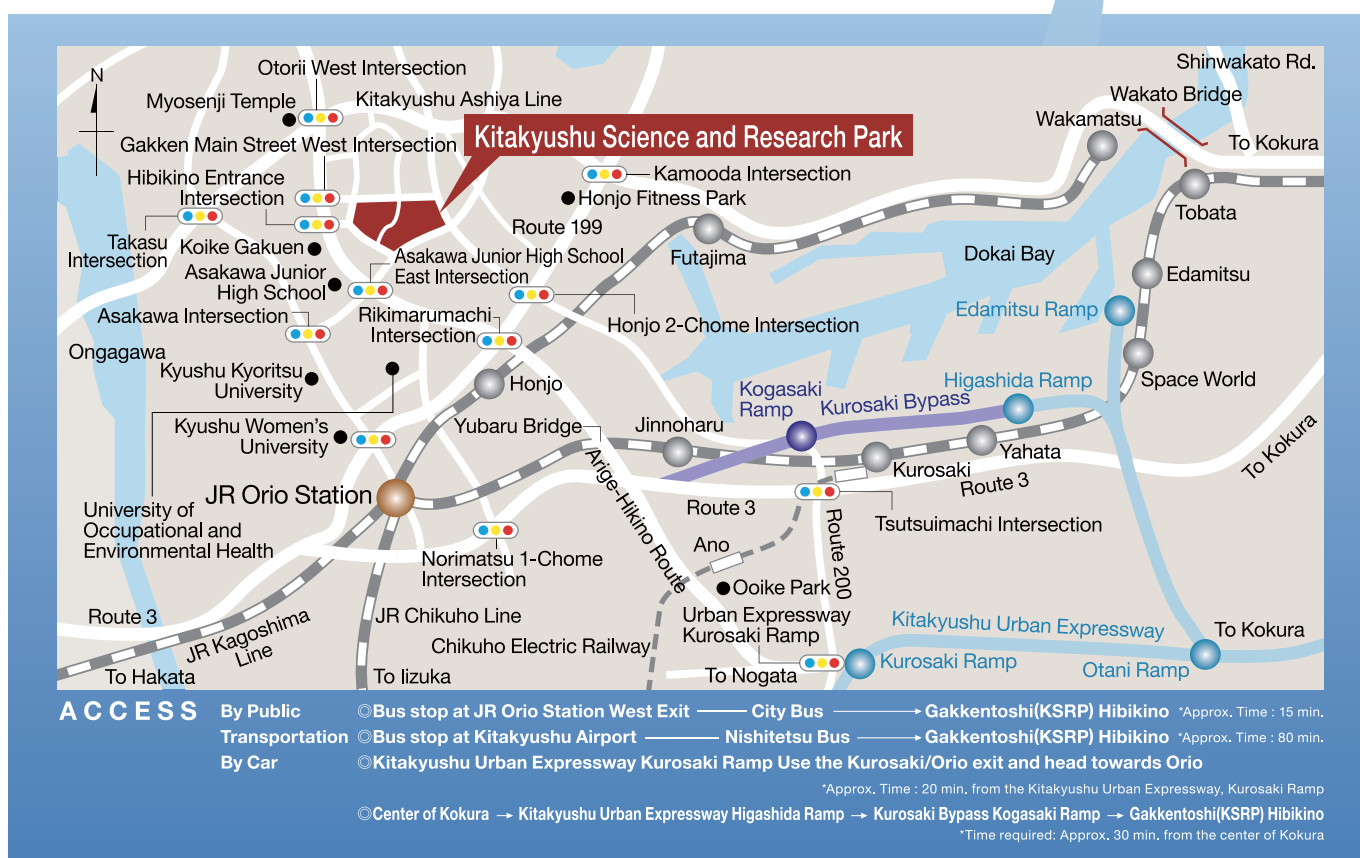 N
Otorii West Intersection
Myosenji Temple
Kitakyushu Ashiya Line
Gakken Main Street West Intersection
Kitakyushu Science and Research Park
Hibikino Entrance
Intersection
Takasu
Intersection
Koike Gakuen
Asakawa Junior
High School
Asakawa Intersection
Ongagawa
Kamooda Intersection
Honjo Fitness Park
Route 199
Asakawa Junior High School
East Intersection
Rikimarumachi
Intersection
Honjo 2-Chome Intersection
Futajima
Shinwakato Rd.
Wakato Bridge
Wakamatsu
To Kokura
Tobata
Dokai Bay
Edamitsu
Edamitsu Ramp
Space World
Higashida Ramp
Kogasaki
Ramp
Kurosaki Bypass
Kyushu Kyoritsu
University
Honjo
Kyushu Women's
University
Yubaru Bridge
Jinnoharu
Kurosaki
Yahata
Route 3
To Kokura
JR Orio Station
University of
Occupational and
Environmental Health
Norimatsu 1-Chome
Intersection
Arige-Hikino Route
Route 3
Tsutsuimachi Intersection
Route 200
Ano
Ooike Park
Urban Expressway
Kurosaki Ramp
Route 3
JR Kagoshima
Line
To Hakata
JR Chikuho Line
Chikuho Electric Railway
To Iizuka
To Nogata
Kurosaki Ramp
Kitakyushu Urban Expressway
To Kokura
Otani Ramp
ACCESS By Public ◎Bus stop at JR Orio Station West Exit City Bus → Gakkentoshi(KSRP) Hibikino *Approx. Time : 15 min.
Transportation ◎Bus stop at Kitakyushu Airport Nishitetsu Bus → Gakkentoshi(KSRP) Hibikino *Approx. Time : 80 min.
By Car ◎Kitakyushu Urban Expressway Kurosaki Ramp Use the Kurosaki/Orio exit and head towards Orio
*Approx. Time : 20 min. from the Kitakyushu Urban Expressway, Kurosaki Ramp
◎Center of Kokura → Kitakyushu Urban Expressway Higashida Ramp → Kurosaki Bypass Kogasaki Ramp → Gakkentoshi(KSRP) Hibikino
*Time required: Approx. 30 min. from the center of Kokura